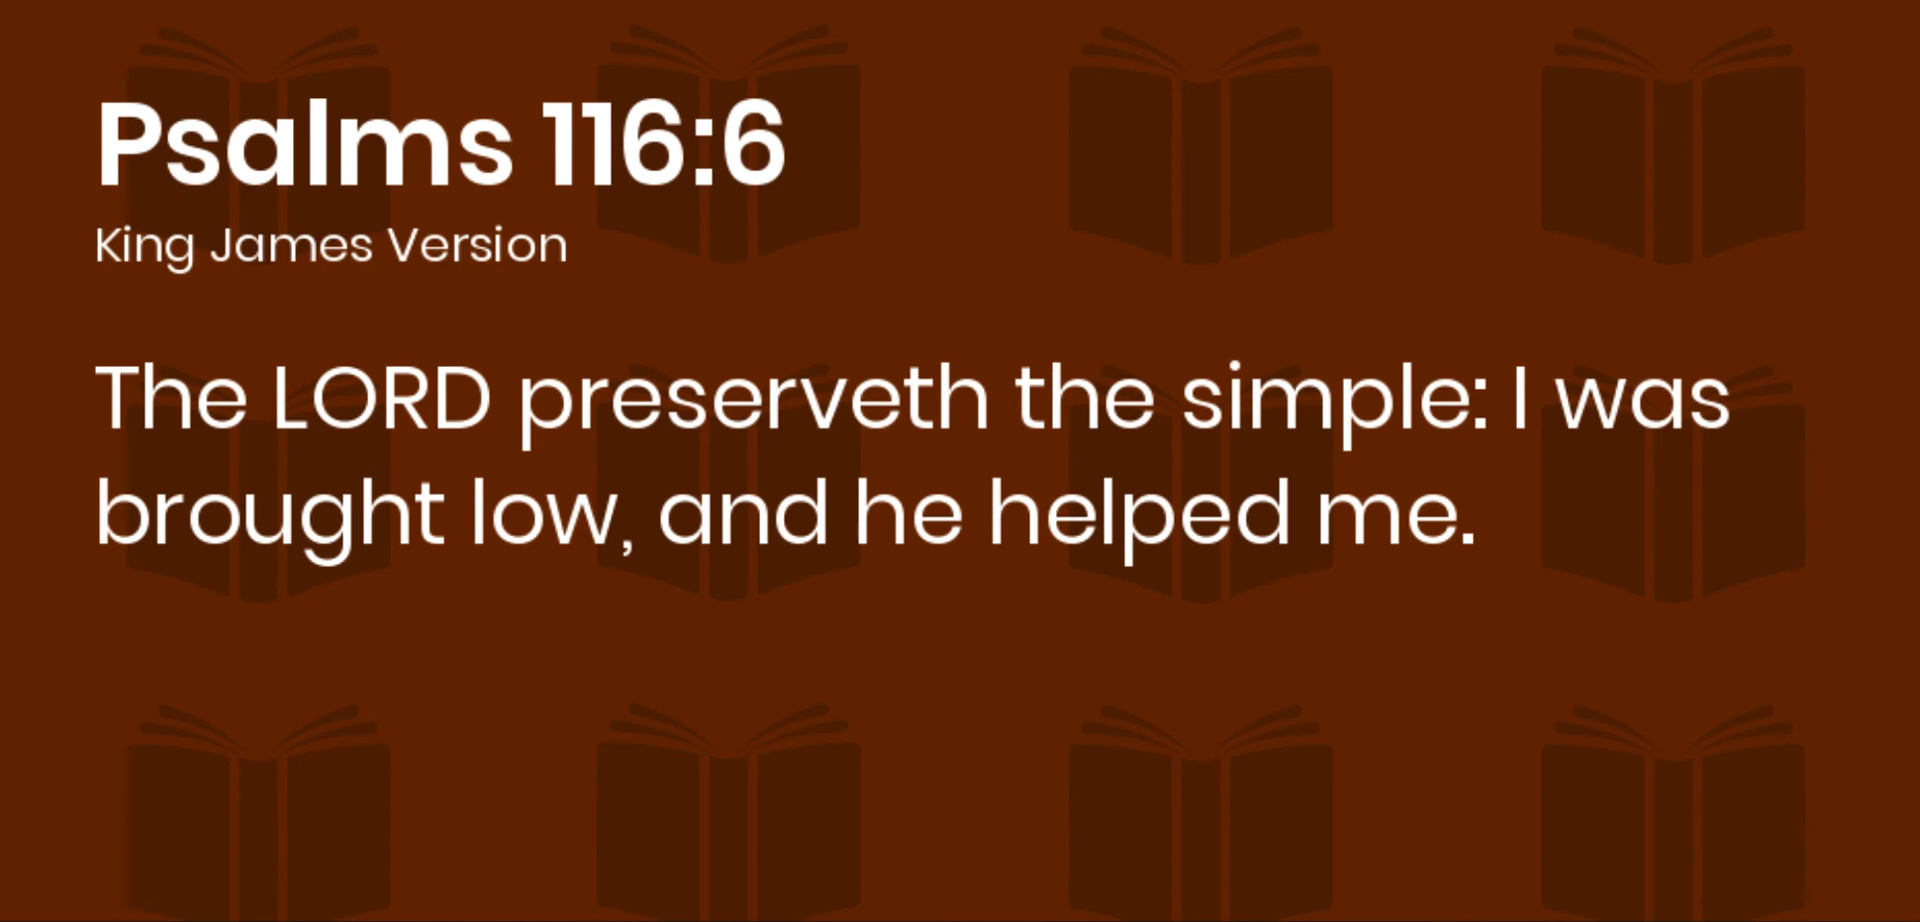 Psalms 116:6
King James Version
The LORD preserveth the simple: I was
brought low, and he helped me.